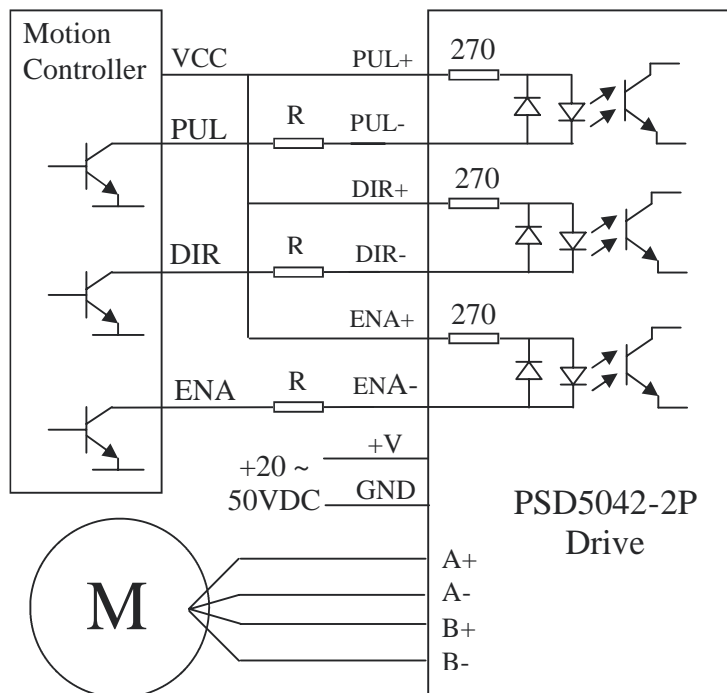 Motion
Controller
VCC
PUL+
270
PUL
R
PUL-
DIR+
270
DIR
R
DIR-
ENA+
270
ENA
R
ENA-
+V
+20 ~
50VDC
GND
PSD5042-2P
Drive
M
A+
A-
B+
B-